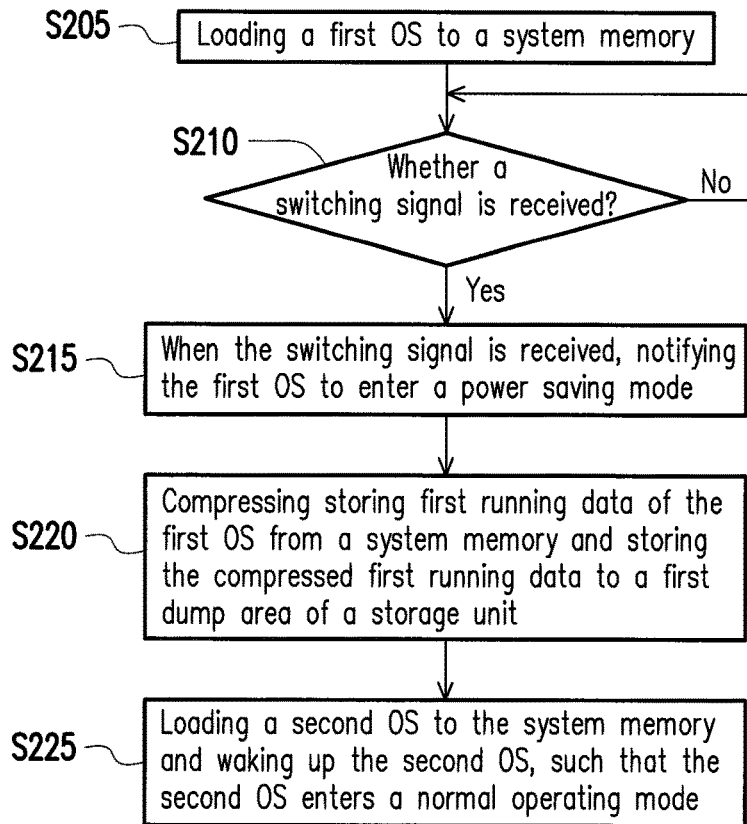 S205
Loading a first OS to a system memory
S210
Whether a
switching signal is received?
No
Yes
S215
When the switching signal is received, notifying
the first OS to enter a power saving mode
S220
Compressing storing first running data of the
first OS from a system memory and storing
the compressed first running data to a first
dump area of a storage unit
S225
Loading a second OS to the system memory
and waking up the second OS, such that the
second OS enters a normal operating mode